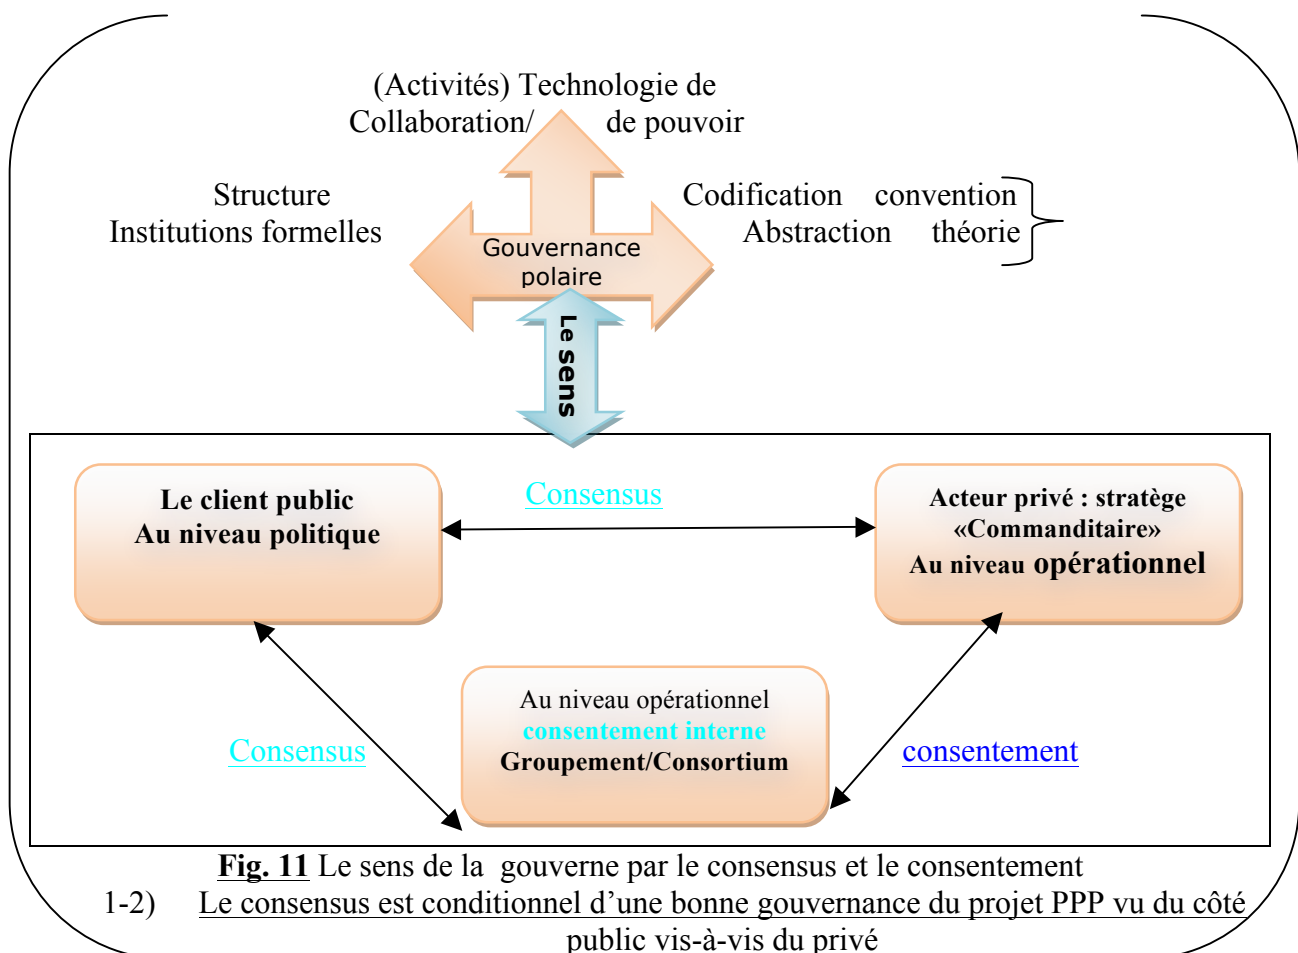 (Activités) Technologie de
Collaboration/ de pouvoir
Structure
Institutions formelles
Codification convention
Abstraction théorie
Gouvernance
polaire
Le sens
Le client public
Au niveau politique
Consensus
Acteur privé : stratège
«Commanditaire»
Au niveau opérationnel
Au niveau opérationnel
consentement interne
Groupement/Consortium
Consensus
consentement
Fig. 11 Le sens de la gouverne par le consensus et le consentement
1-2) Le consensus est conditionnel d’une bonne gouvernance du projet PPP vu du côté
public vis-à-vis du privé